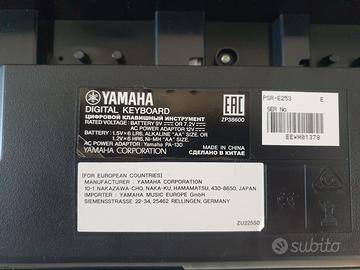 YAMAHA
DIGITAL KEYBOARD
ЦИФРОВОЙ КЛАВИШНЫЙ ИНСТРУМЕНТ
RATED VOLTAGE : BATTERY 9V OR 7.2V
AC POWER ADAPTOR 12V
BATTERY : 1.5V×6 LR6, ALKALINE "AA" SIZE, OR
1.2V×6 HR6, Ni-MH "AA" SIZE
AC POWER ADAPTOR: YAMAHA PA-130
YAMAHA CORPORATION
EAC
ZP38600
MADE IN CHINA
СДЕЛАНО В КИТАЕ
PSR-E253 E
SER No.
EEWM01378
[FOR EUROPEAN COUNTRIES]
MANUFACTURER : YAMAHA CORPORATION
10-1 NAKAZAWA-CHO, NAKA-KU, HAMAMATSU, 430-8650, JAPAN
IMPORTER : YAMAHA MUSIC EUROPE GmbH
SIEMENSSTRASSE 22-34, 25462 RELLINGEN, GERMANY
ZU22550
subito